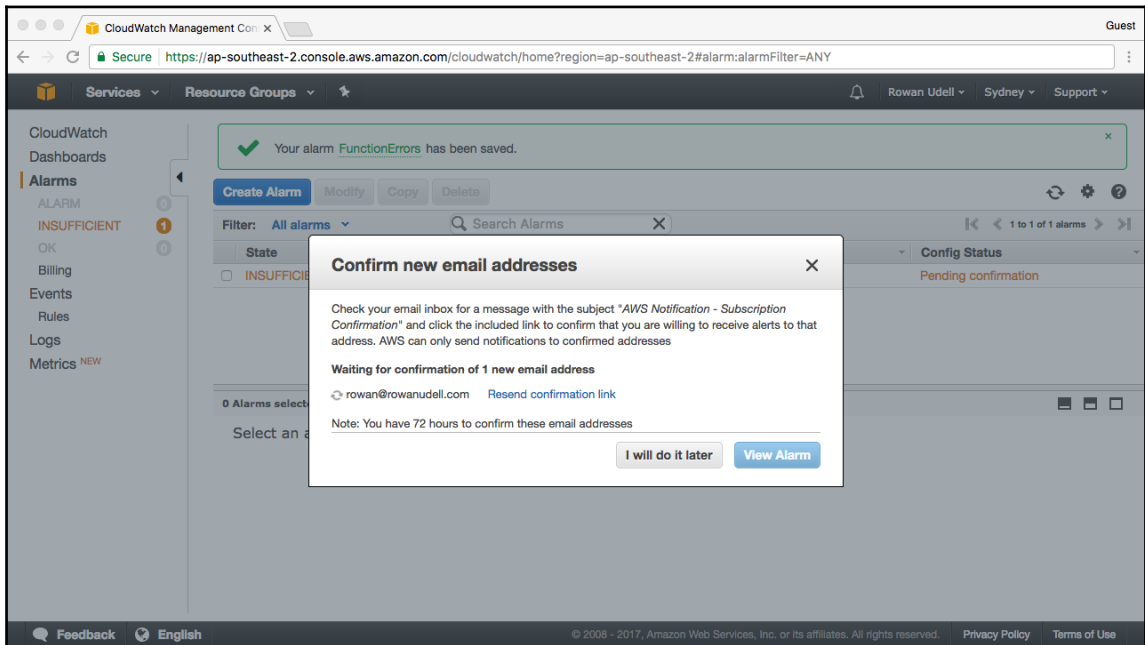 CloudWatch Management Con
Guest
Secure https://ap-southeast-2.console.aws.amazon.com/cloudwatch/home?region=ap-southeast-2#alarm:alarmFilter=ANY
Services Resource Groups Rowan Udell Sydney Support
CloudWatch
Dashboards
Alarms
ALARM 0
INSUFFICIENT 1
OK 0
Billing
Events
Rules
Logs
Metrics NEW
Your alarm FunctionErrors has been saved.
Create Alarm Modify Copy Delete
Filter: All alarms Search Alarms 1 to 1 of 1 alarms
State Config Status
INSUFFICIE Pending confirmation
Confirm new email addresses
Check your email inbox for a message with the subject "AWS Notification - Subscription
Confirmation" and click the included link to confirm that you are willing to receive alerts to that
address. AWS can only send notifications to confirmed addresses
Waiting for confirmation of 1 new email address
rowan@rowanudell.com Resend confirmation link
Note: You have 72 hours to confirm these email addresses
I will do it later View Alarm
0 Alarms select
Select an a
Feedback English © 2008 - 2017, Amazon Web Services, Inc. or its affiliates. All rights reserved. Privacy Policy Terms of Use